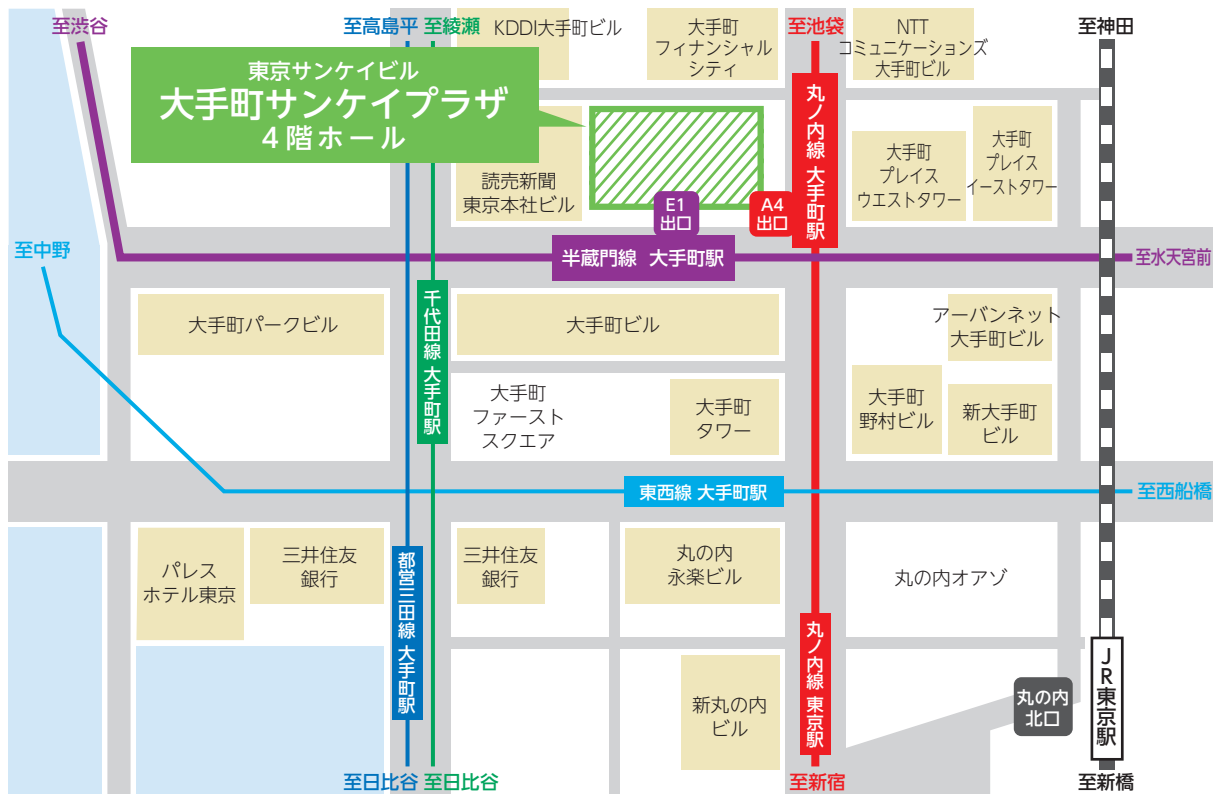 至渋谷
至高島平
至綾瀬
KDDI大手町ビル
大手町
フィナンシャル
シティ
至池袋
NTT
コミュニケーションズ
大手町ビル
至神田
東京サンケイビル
大手町サンケイプラザ
4階ホール
読売新聞
東京本社ビル
E1
出口
A4
出口
丸ノ内線 大手町駅
大手町
プレイス
ウエストタワー
大手町
プレイス
イーストタワー
至中野
半蔵門線 大手町駅
至水天宮前
大手町パークビル
千代田線 大手町駅
大手町ビル
アーバンネット
大手町ビル
大手町
ファースト
スクエア
大手町
タワー
大手町
野村ビル
新大手町
ビル
東西線 大手町駅
至西船橋
パレス
ホテル東京
三井住友
銀行
都営三田線 大手町駅
三井住友
銀行
丸の内
永楽ビル
丸の内オアゾ
新丸の内
ビル
丸ノ内線 東京駅
丸の内
北口
JR東京駅
至日比谷
至日比谷
至新宿
至新橋